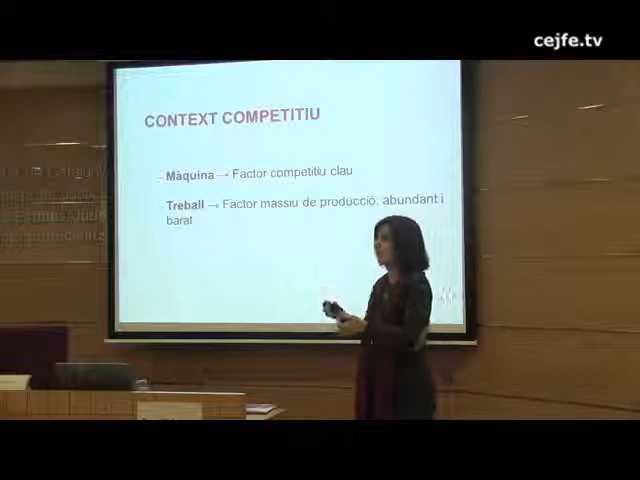 cejfe.tv
CONTEXT COMPETITIU
Màquina → Factor competitiu clau
Treball → Factor massiu de producció, abundant i
barat